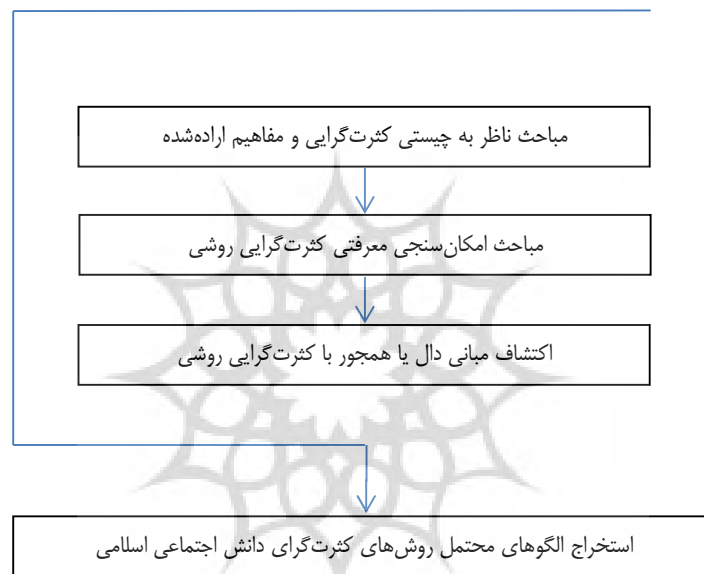 مباحث ناظر به چیستی کثرت‌گرایی و مفاهیم اراده‌شده
مباحث امکان‌سنجی معرفتی کثرت‌گرایی روشی
اکتشاف مبانی دال یا همجور با کثرت‌گرایی روشی
استخراج الگوهای محتمل روش‌های کثرت‌گرای دانش اجتماعی اسلامی